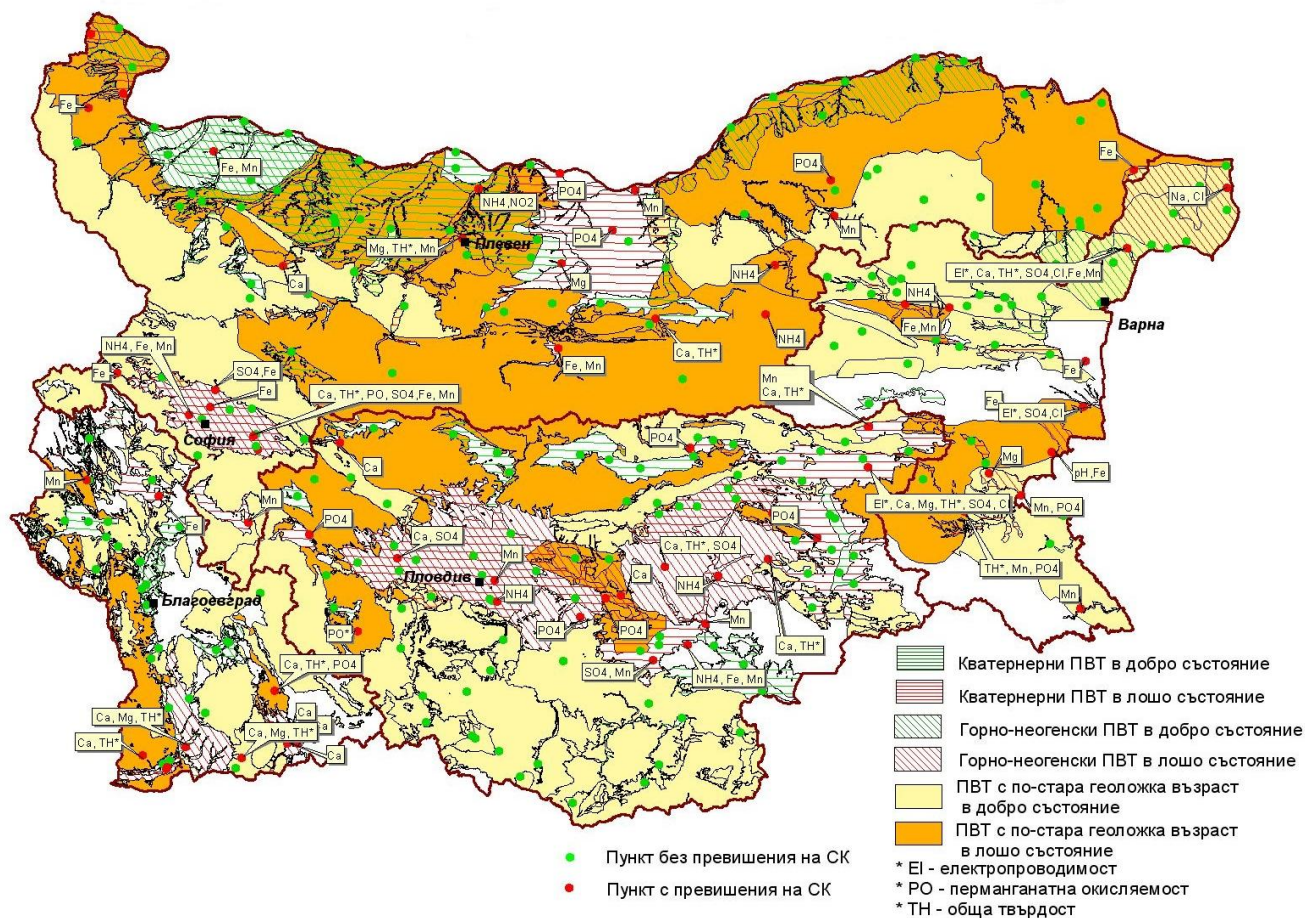 Fe
Fe, Mn
PO4
Fe
NH4,NO2
PO4
Mn
Na, Cl
PO4
Mn
Mg, TH*, Mn
Плевен
Mg
NH4
EI*, Ca, TH*, SO4,Cl,Fe,Mn
Ca
NH4
Варна
Fe,Mn
NH4
NH4, Fe, Mn
Ca, TH*
Fe, Mn
Fe
SO4,Fe
Fe
Fe
Ca, TH*, PO, SO4,Fe, Mn
Mn
Ca, TH*
Fe
EI*, SO4,Cl
София
PO4
Ca
Mg
pH,Fe
Mn
Mn
EI*, Ca, Mg, TH*, SO4, Cl
Mn, PO4
Fe
PO4
PO4
Ca, SO4
Ca, TH*, SO4
Mn
Ca
NH4
TH*, Mn, PO4
Пловдив
NH4
Благоевград
Mn
Mn
PO*
PO4
PO4
Ca, TH*
Ca, TH*, PO4
SO4, Mn
NH4, Fe, Mn
Ca, Mg, TH*
Ca
Ca, Mg, TH*
Ca, TH*
Ca
Кватернерни ПВТ в добро състояние
Кватернерни ПВТ в лошо състояние
Горно-неогенски ПВТ в добро състояние
Горно-неогенски ПВТ в лошо състояние
ПВТ с по-стара геоложка възраст
в добро състояние
ПВТ с по-стара геоложка възраст
в лошо състояние
Пункт без превишения на СК
Пункт с превишения на СК
* EI - електропроводимост
* PO - перманганатна окисляемост
* TH - обща твърдост